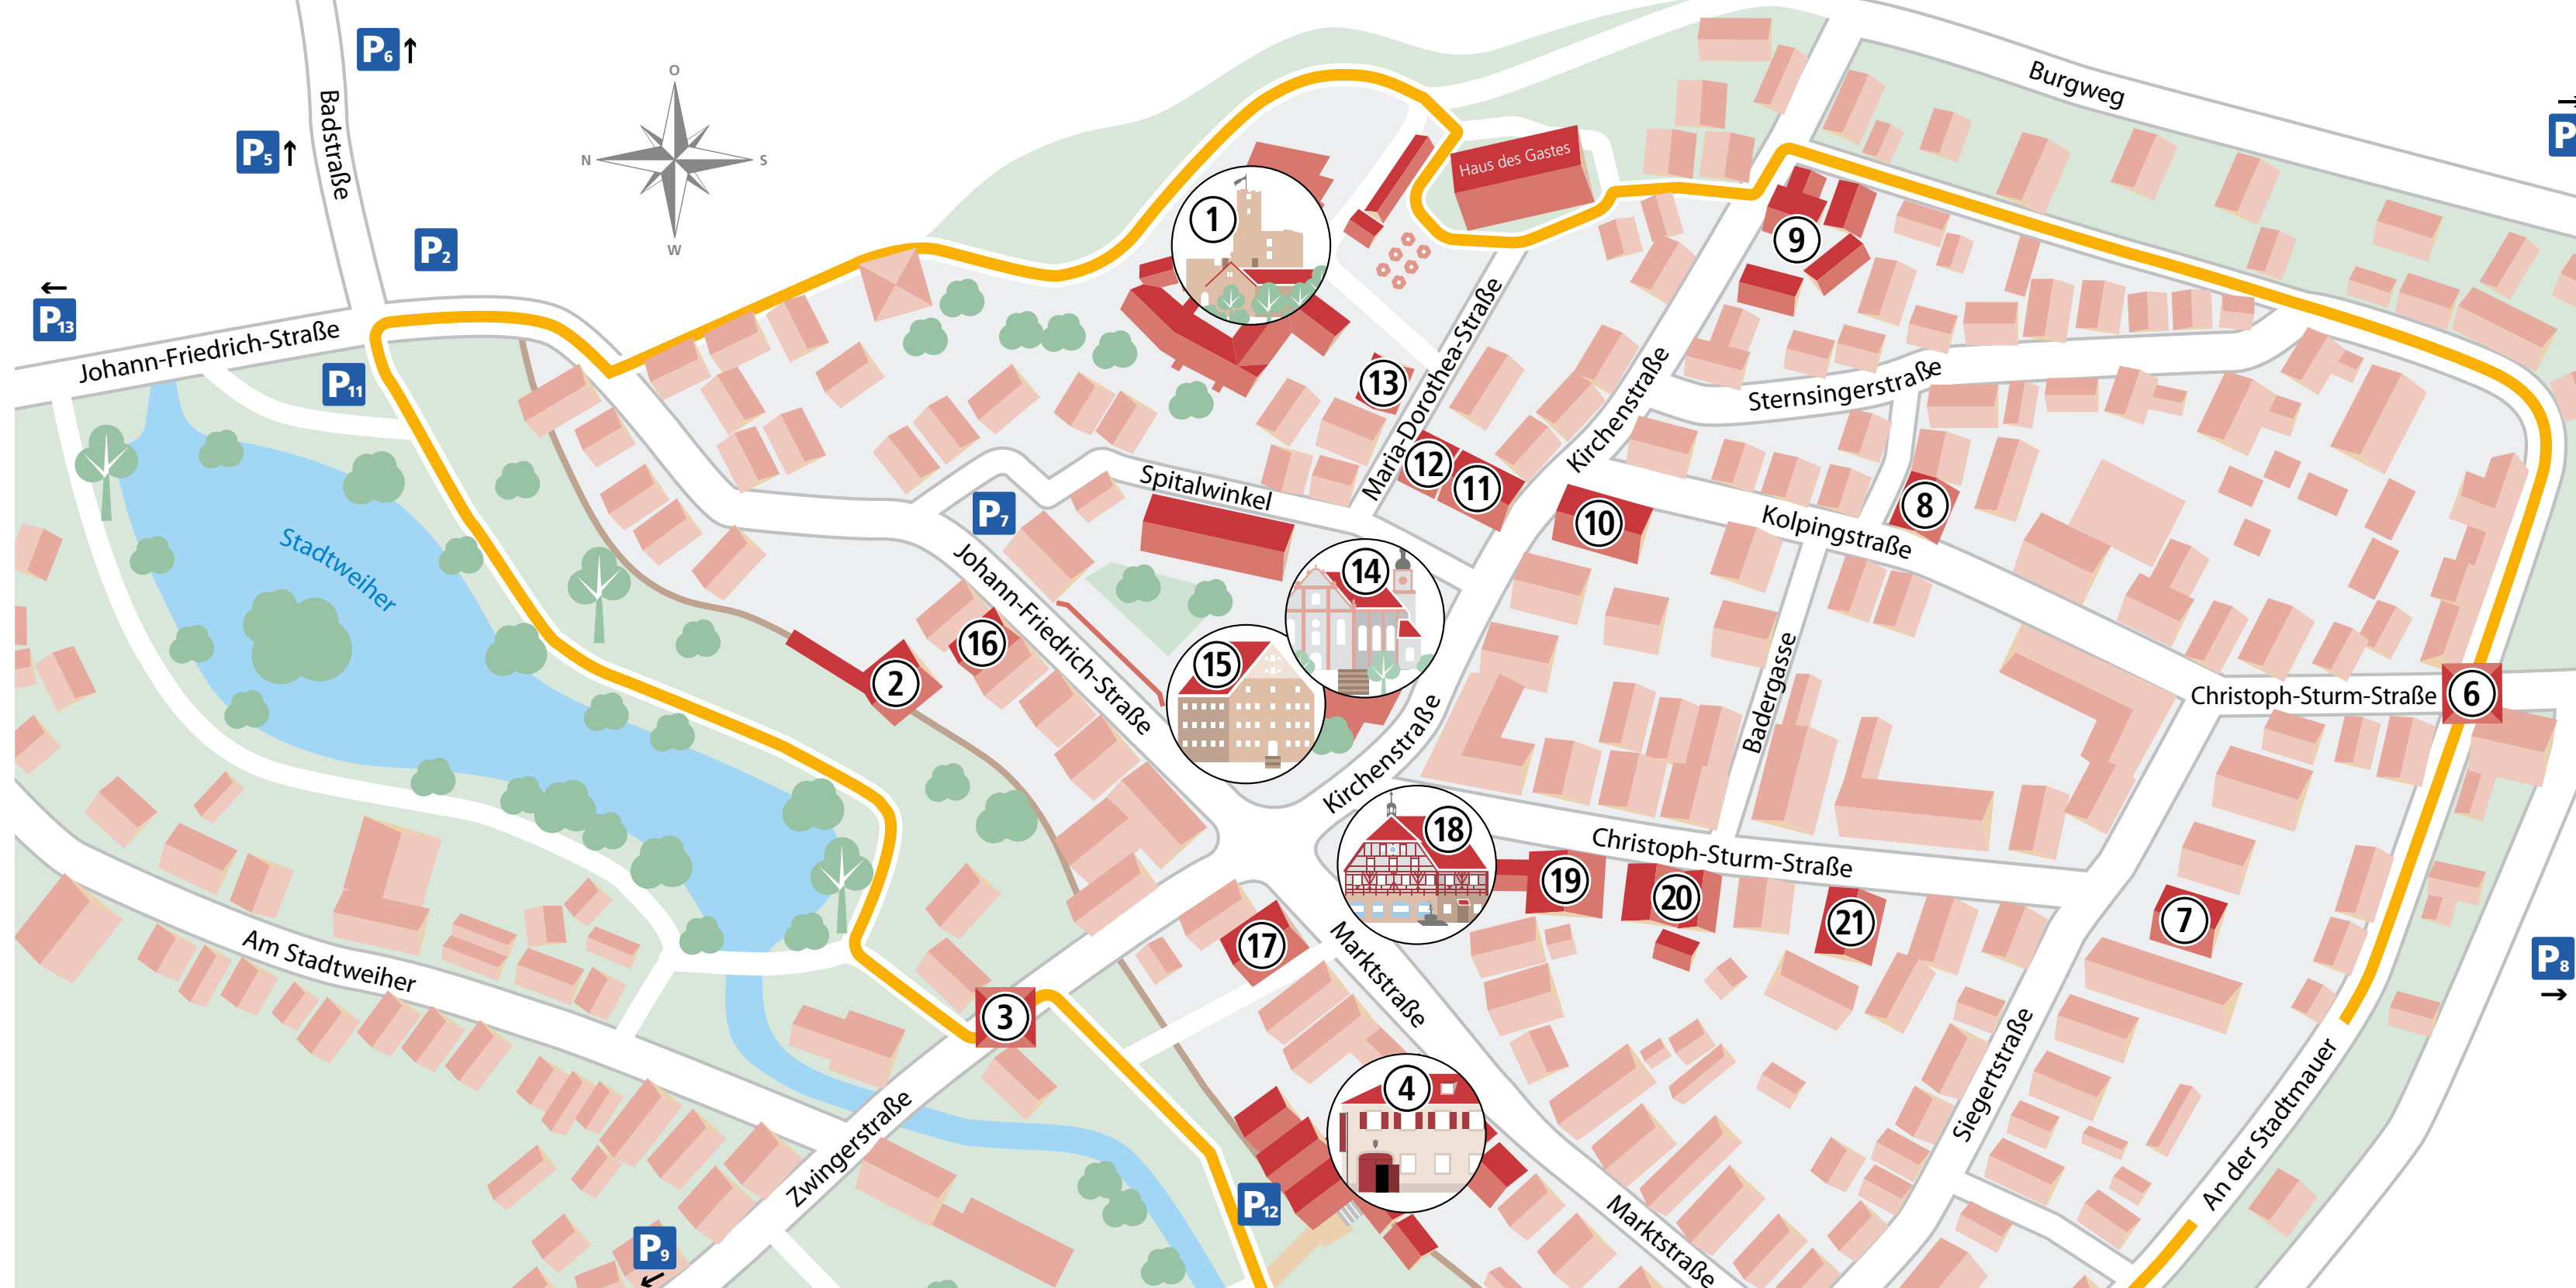 P6 ↑
Badstraße
P5 ↑
O
N
S
W
P2
←
P13
Johann-Friedrich-Straße
P11
Burgweg
→
P
Haus des Gastes
1
9
13
Maria-Dorothea-Straße
Kirchenstraße
Sternsingerstraße
12
11
10
8
Spitalwinkel
P7
Kolpingstraße
Stadtweiher
Johann-Friedrich-Straße
14
15
16
2
Badergasse
Christoph-Sturm-Straße
6
Kirchenstraße
18
Christoph-Sturm-Straße
19
20
21
7
17
Am Stadtweiher
Marktstraße
P8
→
3
4
Siegertstraße
An der Stadtmauer
Zwingerstraße
P12
Marktstraße
P9
←